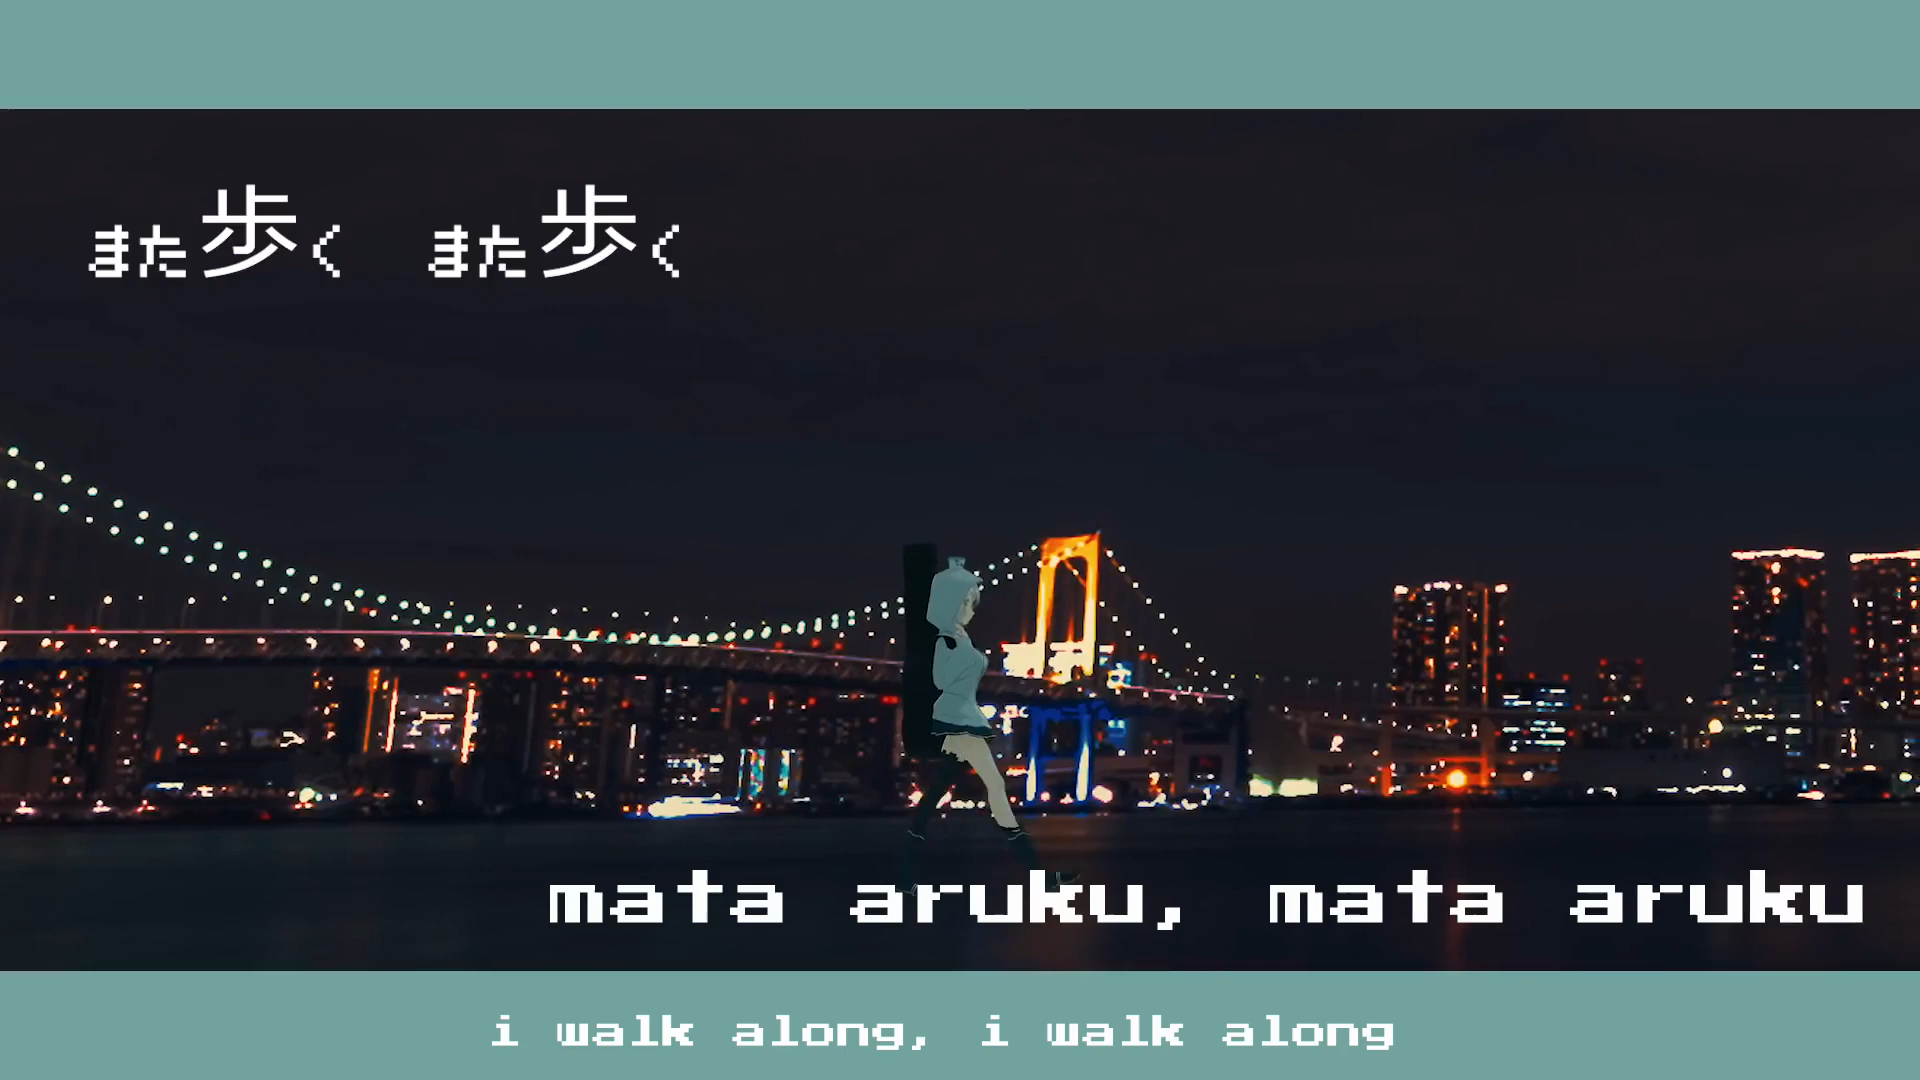 また歩く　また歩く
mata aruku, mata aruku
i walk along, i walk along